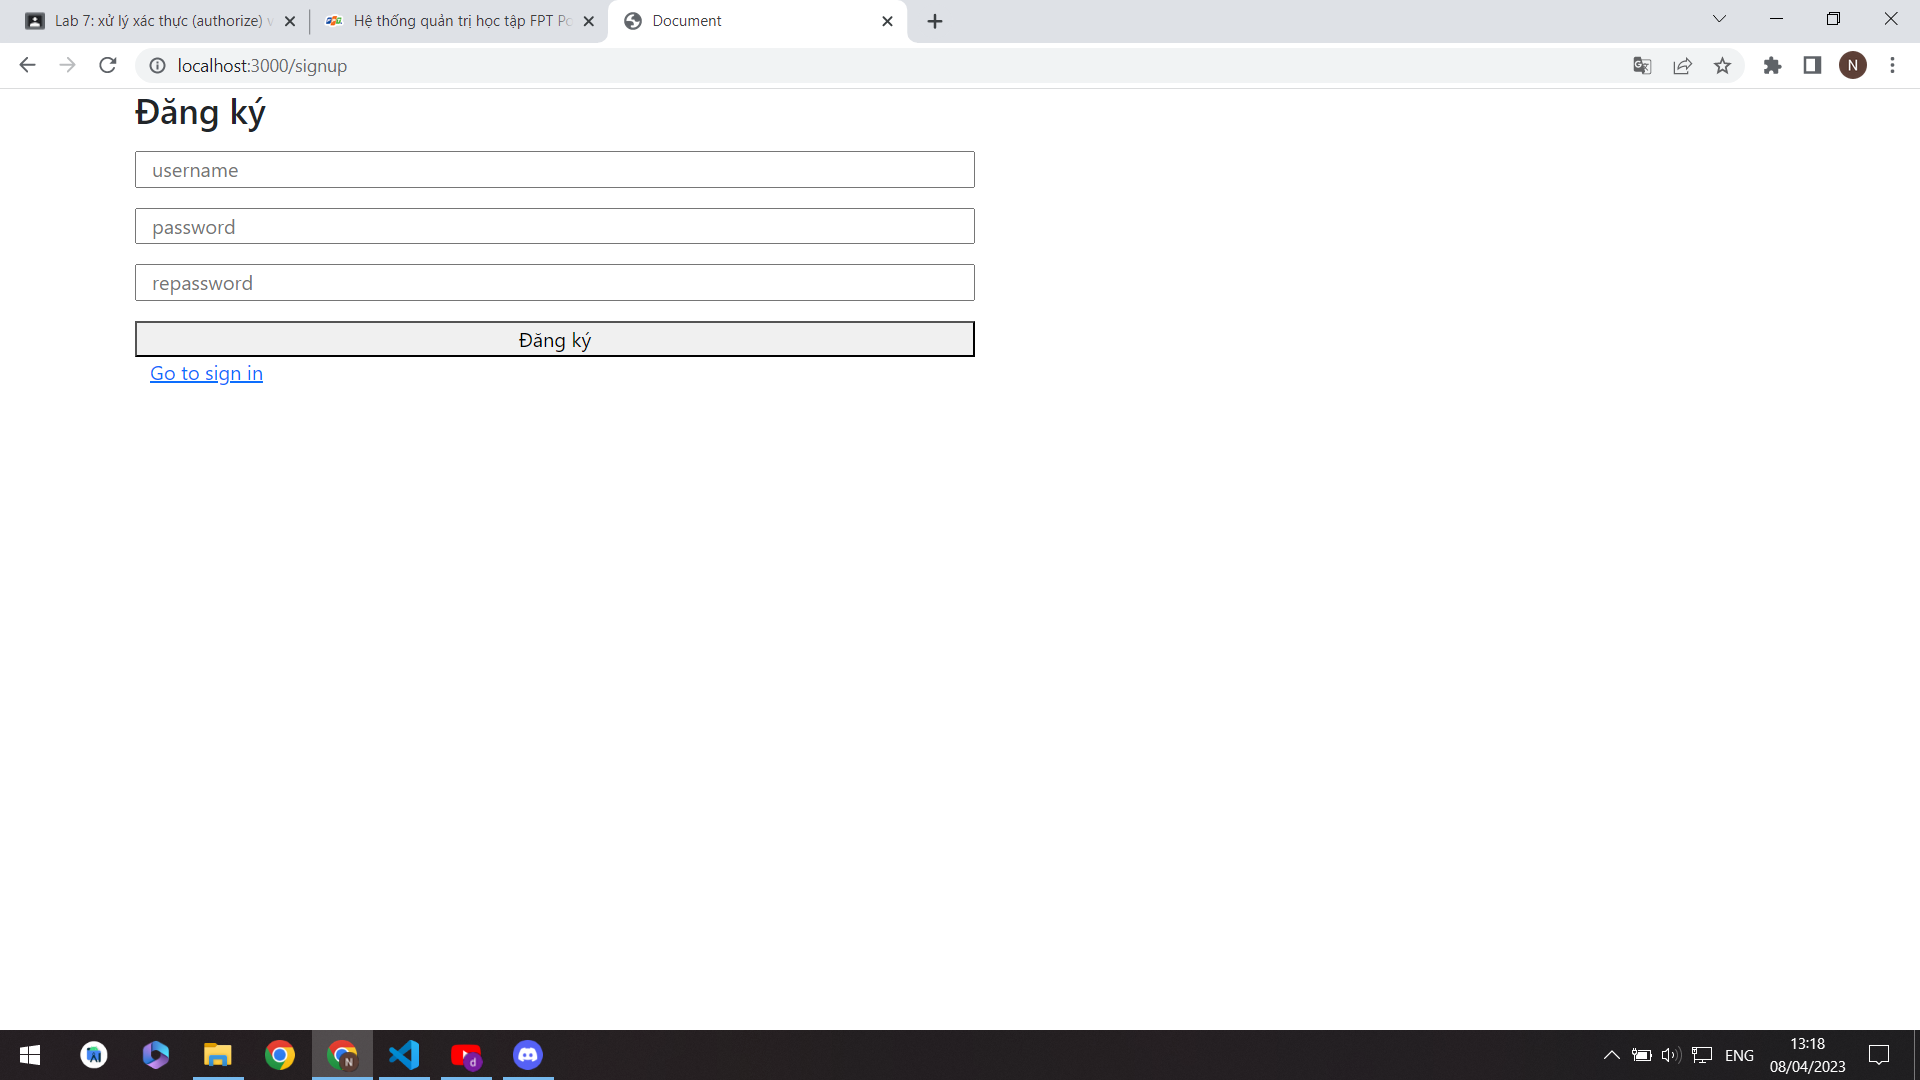 Lab 7: xử lý xác thực (authorize) v
Hệ thống quản trị học tập FPT Po
Document
localhost:3000/signup
N
Đăng ký
username
password
repassword
Đăng ký
Go to sign in
N
d
ENG
13:18
08/04/2023